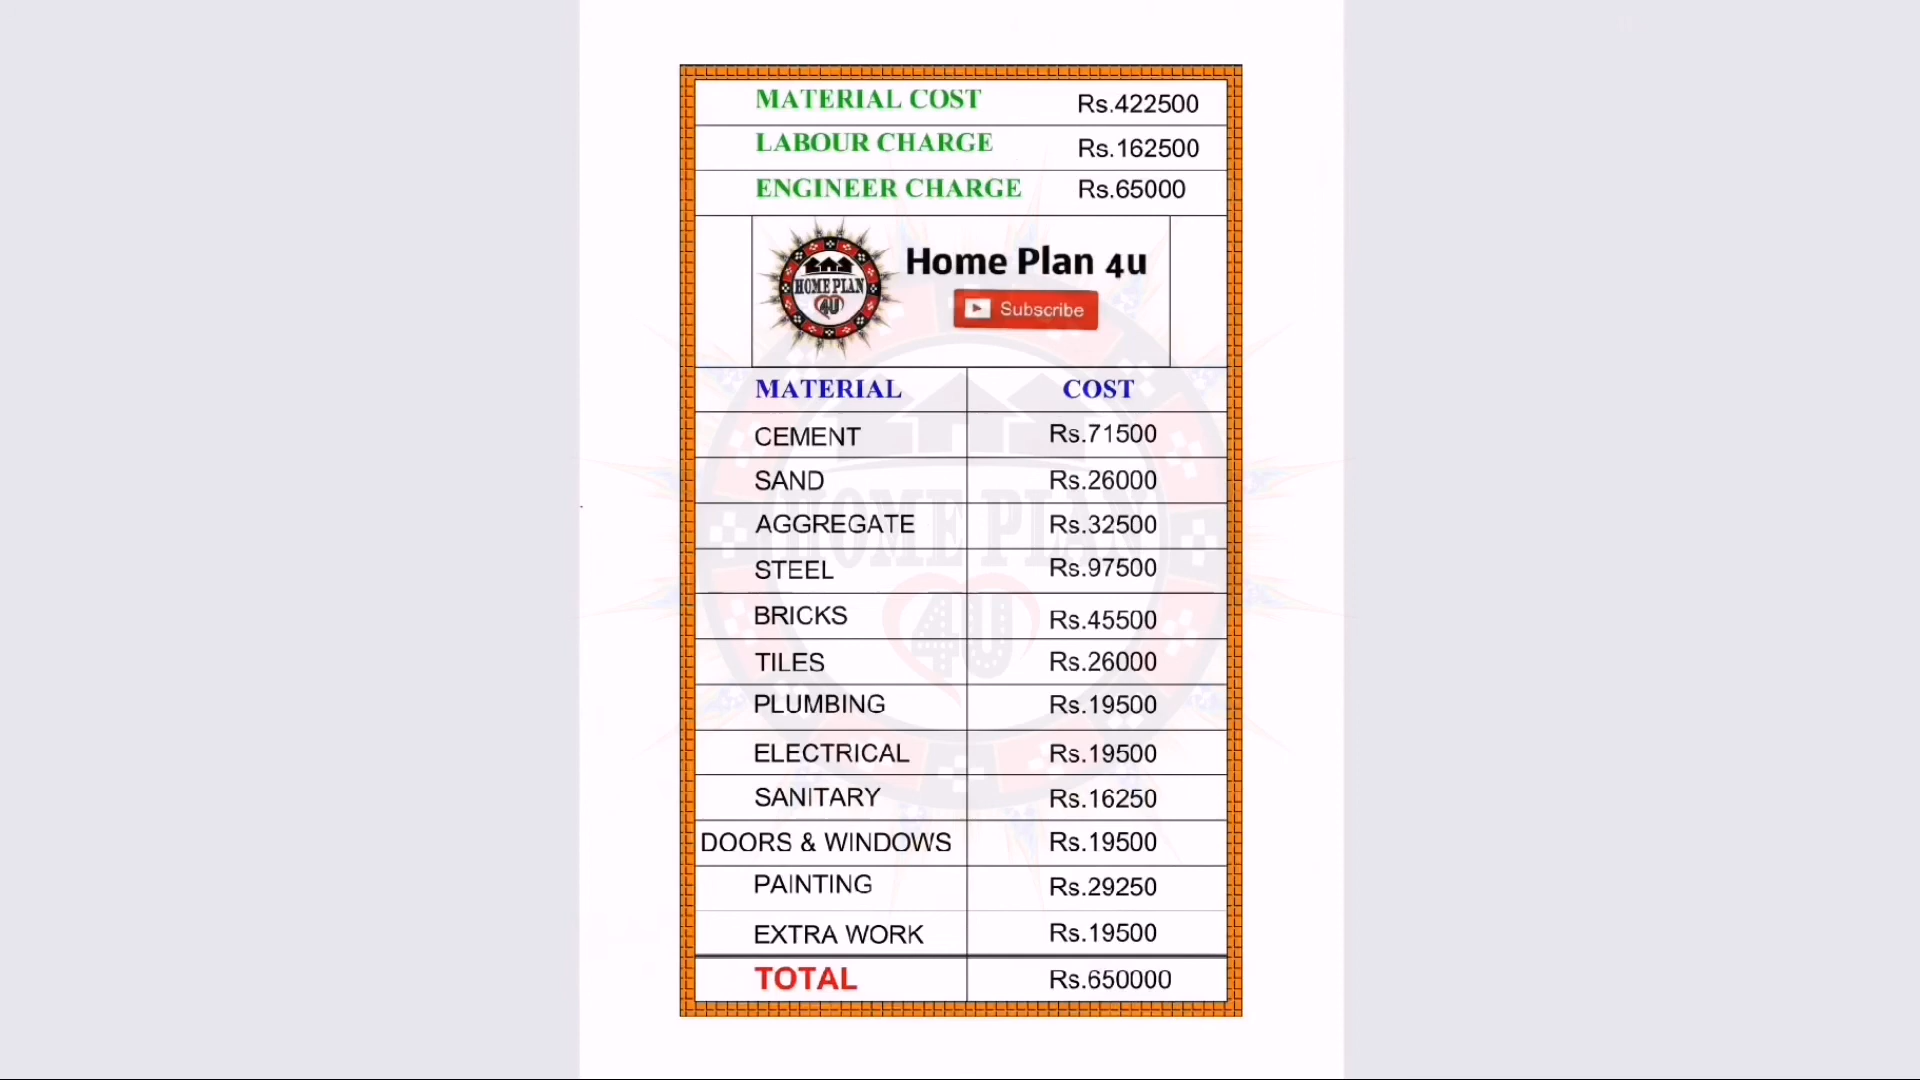 MATERIAL COST Rs.422500
LABOUR CHARGE Rs.162500
ENGINEER CHARGE Rs.65000
HOME PLAN
4U
Home Plan 4u
Subscribe
MATERIAL COST
CEMENT Rs.71500
SAND Rs.26000
AGGREGATE Rs.32500
STEEL Rs.97500
BRICKS Rs.45500
TILES Rs.26000
PLUMBING Rs.19500
ELECTRICAL Rs.19500
SANITARY Rs.16250
DOORS & WINDOWS Rs.19500
PAINTING Rs.29250
EXTRA WORK Rs.19500
TOTAL Rs.650000
HOME PLAN
4U